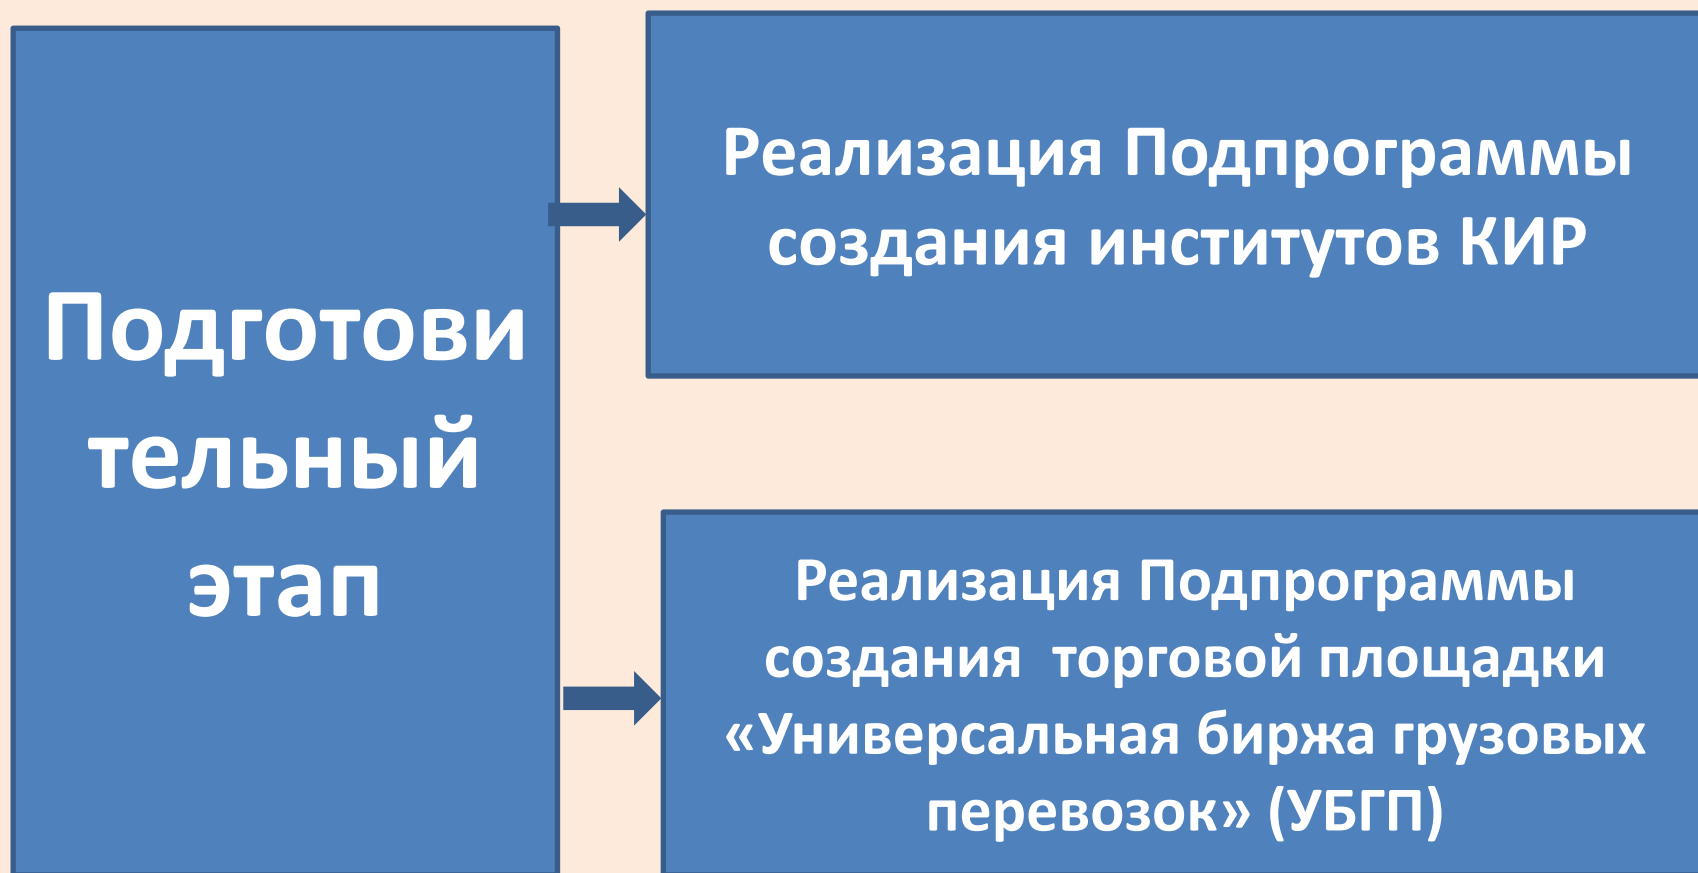 Подготови
тельный
этап
Реализация Подпрограммы
создания институтов КИР
Реализация Подпрограммы
создания  торговой площадки
«Универсальная биржа грузовых
перевозок» (УБГП)